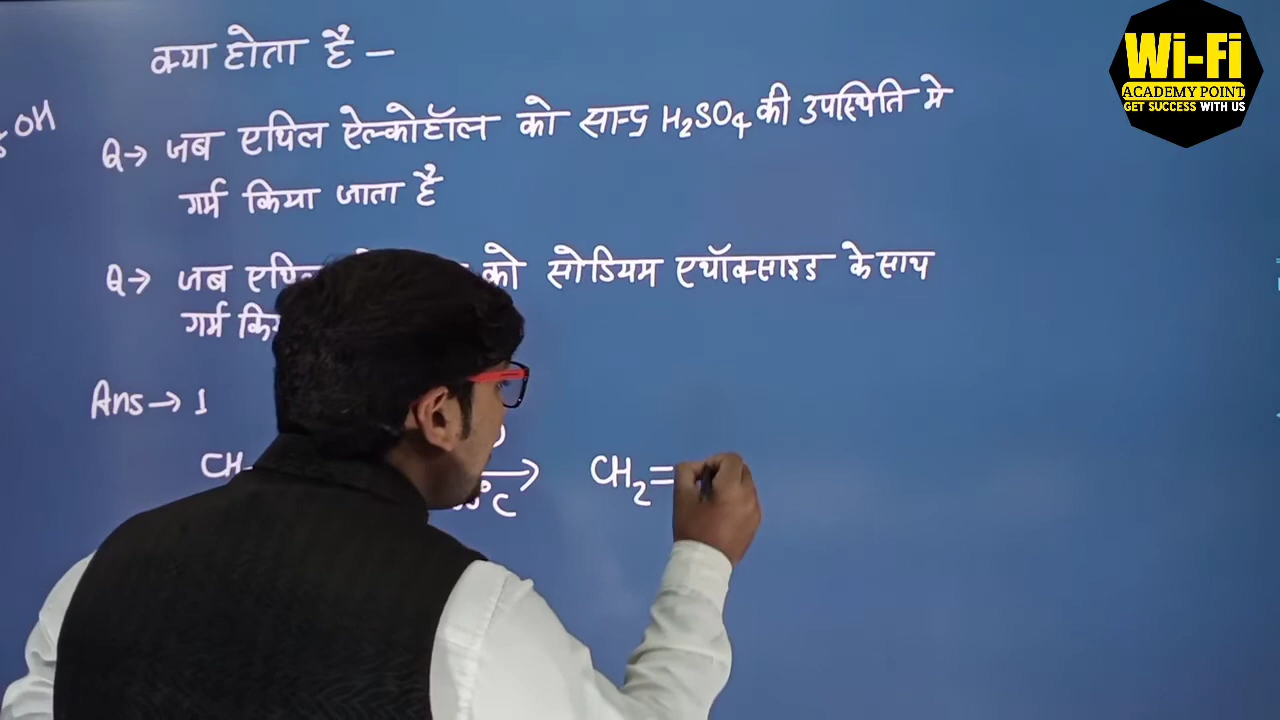 Wi-Fi
ACADEMY POINT
GET SUCCESS WITH US
क्या होता है –
OH
Q→ जब एथिल ऐल्कोहॉल को सान्द्र H₂SO₄ की उपस्थिति मे
गर्म किया जाता है
Q→ जब को सोडियम एथॉक्साइड के साथ
गर्म
Ans→ 1
CH °C CH₂=